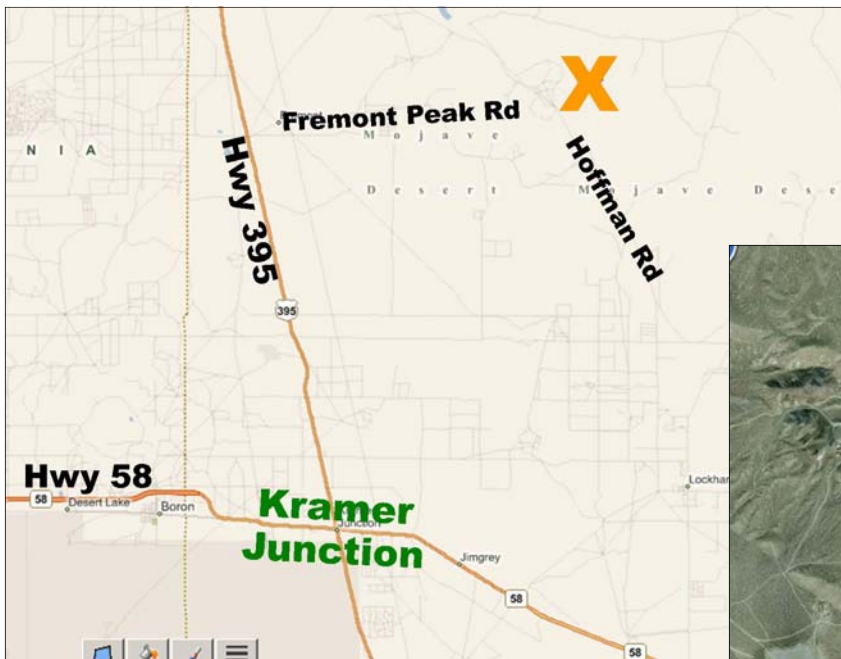 X
Fremont Peak Rd
Mojave
N I A
Desert Mojave Dese
Hwy 395
Hoffman Rd
395
Hwy 58
58
Desert Lake
Boron
Kramer
Junction
Junction
Lockhar
Jimgrey
58
58